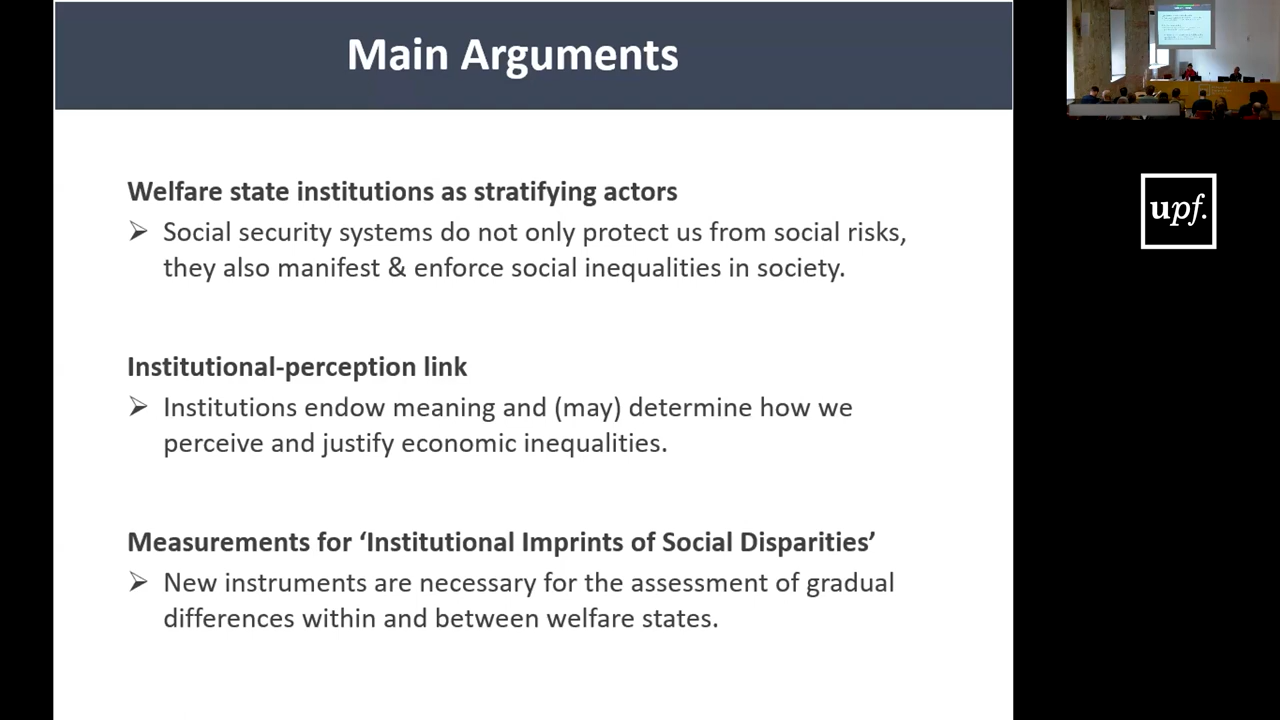 Main Arguments
Welfare state institutions as stratifying actors
➢ Social security systems do not only protect us from social risks,
they also manifest & enforce social inequalities in society.
Institutional-perception link
➢ Institutions endow meaning and (may) determine how we
perceive and justify economic inequalities.
Measurements for ‘Institutional Imprints of Social Disparities’
➢ New instruments are necessary for the assessment of gradual
differences within and between welfare states.
upf.